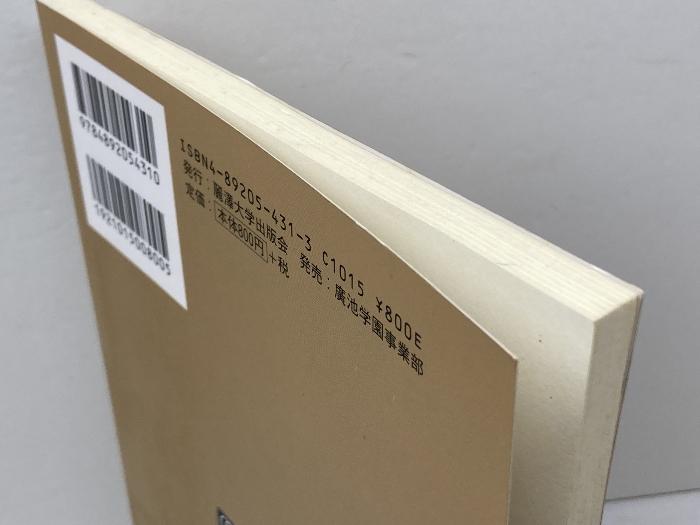 9784892054310
1921015008005
ISBN4-89205-431-3 C1015 ¥800E
発行：麗澤大学出版会 発売：廣池学園事業部
定価：本体800円+税